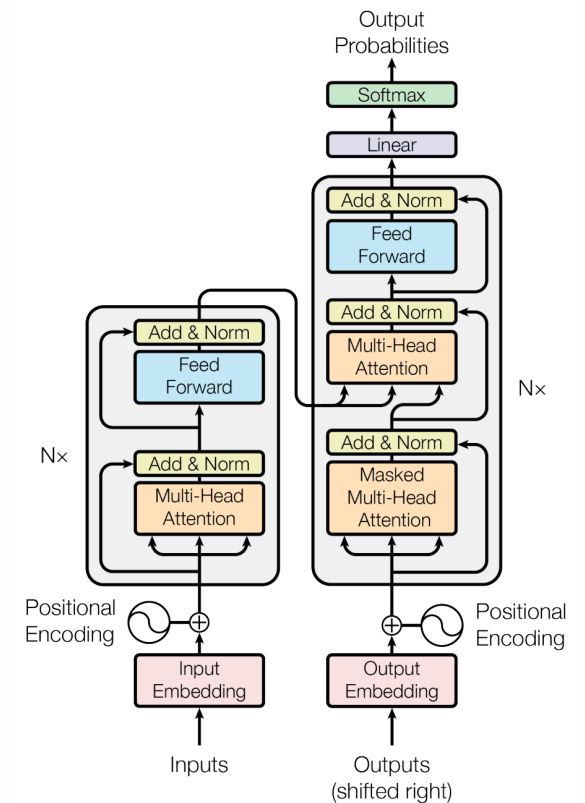 Output
Probabilities
Softmax
Linear
Add & Norm
Feed
Forward
Add & Norm
Multi-Head
Attention
Add & Norm
Masked
Multi-Head
Attention
N×
Add & Norm
Feed
Forward
Add & Norm
Multi-Head
Attention
N×
Positional
Encoding
Positional
Encoding
Input
Embedding
Output
Embedding
Inputs
Outputs
(shifted right)